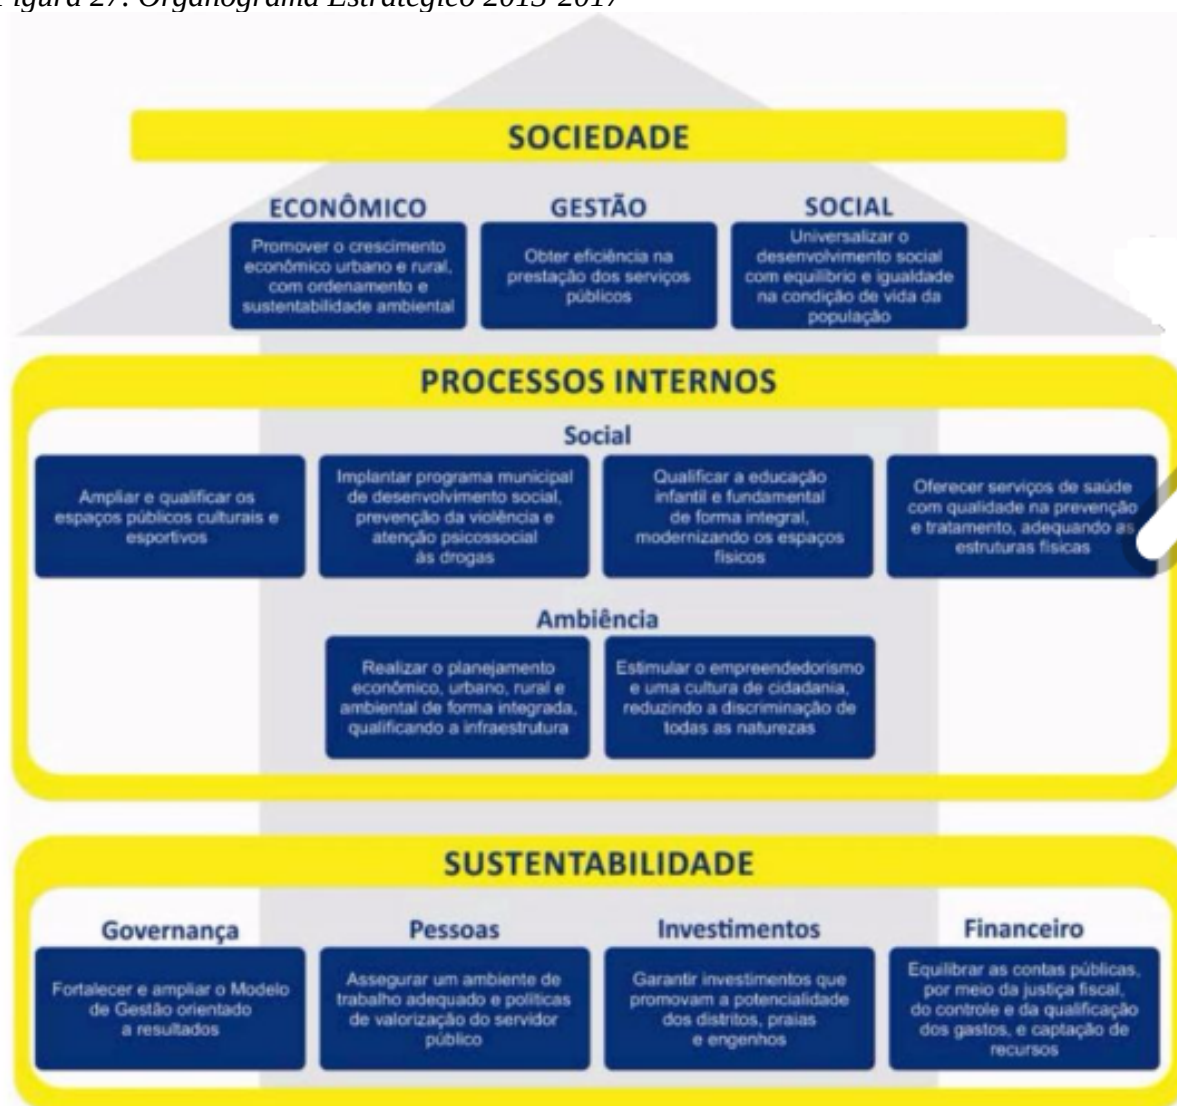 Figura 27: Organograma Estratégico 2013-2017
SOCIEDADE
ECONÔMICO
Promover o crescimento
econômico urbano e rural,
com ordenamento e
sustentabilidade ambiental
GESTÃO
Obter eficiência na
prestação dos serviços
públicos
SOCIAL
Universalizar o
desenvolvimento social
com equilíbrio e igualdade
na condição de vida da
população
PROCESSOS INTERNOS
Social
Ampliar e qualificar os
espaços públicos culturais e
esportivos
Implantar programa municipal
de desenvolvimento social,
prevenção da violência e
atenção psicossocial
às drogas
Qualificar a educação
infantil e fundamental
de forma integral,
modernizando os espaços
físicos
Oferecer serviços de saúde
com qualidade na prevenção
e tratamento, adequando as
estruturas físicas
Ambiência
Realizar o planejamento
econômico, urbano, rural e
ambiental de forma integrada,
qualificando a infraestrutura
Estimular o empreendedorismo
e uma cultura de cidadania,
reduzindo a discriminação de
todas as naturezas
SUSTENTABILIDADE
Governança
Fortalecer e ampliar o Modelo
de Gestão orientado
a resultados
Pessoas
Assegurar um ambiente de
trabalho adequado e políticas
de valorização do servidor
público
Investimentos
Garantir investimentos que
promovam a potencialidade
dos distritos, praias
e engenhos
Financeiro
Equilibrar as contas públicas,
por meio da justiça fiscal,
do controle e da qualificação
dos gastos, e captação de
recursos